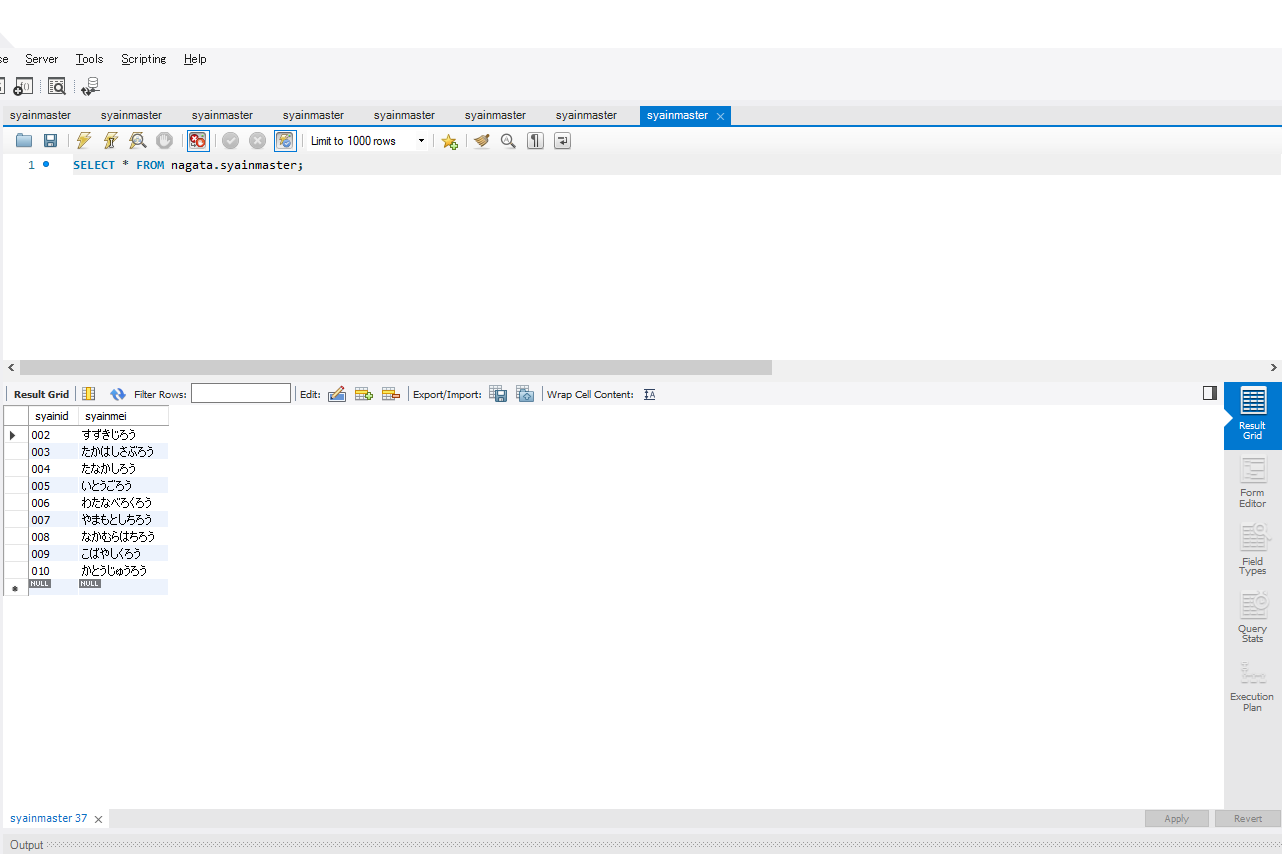 se Server Tools Scripting Help
syainmaster syainmaster syainmaster syainmaster syainmaster syainmaster syainmaster syainmaster
Limit to 1000 rows
1 SELECT * FROM nagata.syainmaster;
Result Grid Filter Rows: Edit: Export/Import: Wrap Cell Content:
syainid syainmei
002 すずきじろう
003 たかはしさぶろう
004 たなかしろう
005 いとうごろう
006 わたなべろくろう
007 やまもとしちろう
008 なかむらはちろう
009 こばやしくろう
010 かとうじゅうろう
NULL NULL
Result
Grid
Form
Editor
Field
Types
Query
Stats
Execution
Plan
syainmaster 37 Apply Revert
Output